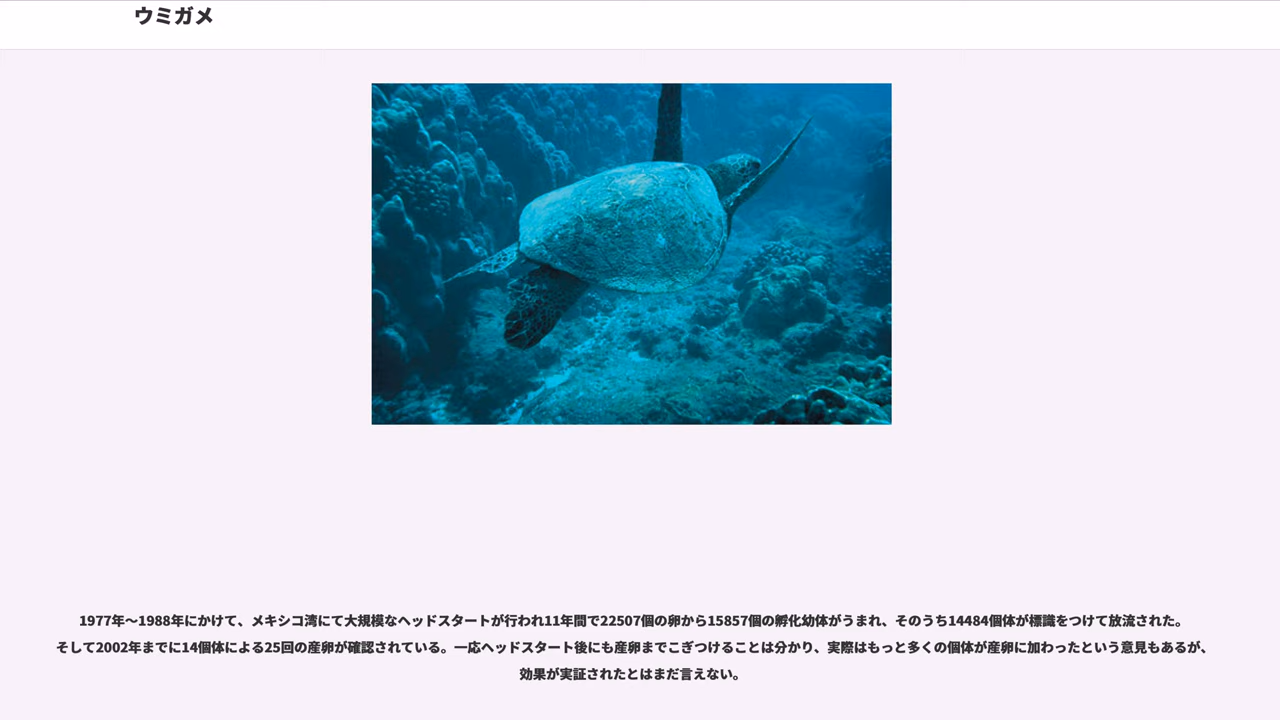 ウミガメ
1977年〜1988年にかけて、メキシコ湾にて大規模なヘッドスタートが行われ11年間で22507個の卵から15857個の孵化幼体がうまれ、そのうち14484個体が標識をつけて放流された。
そして2002年までに14個体による25回の産卵が確認されている。一応ヘッドスタート後にも産卵までこぎつけることは分かり、実際はもっと多くの個体が産卵に加わったという意見もあるが、
効果が実証されたとはまだ言えない。